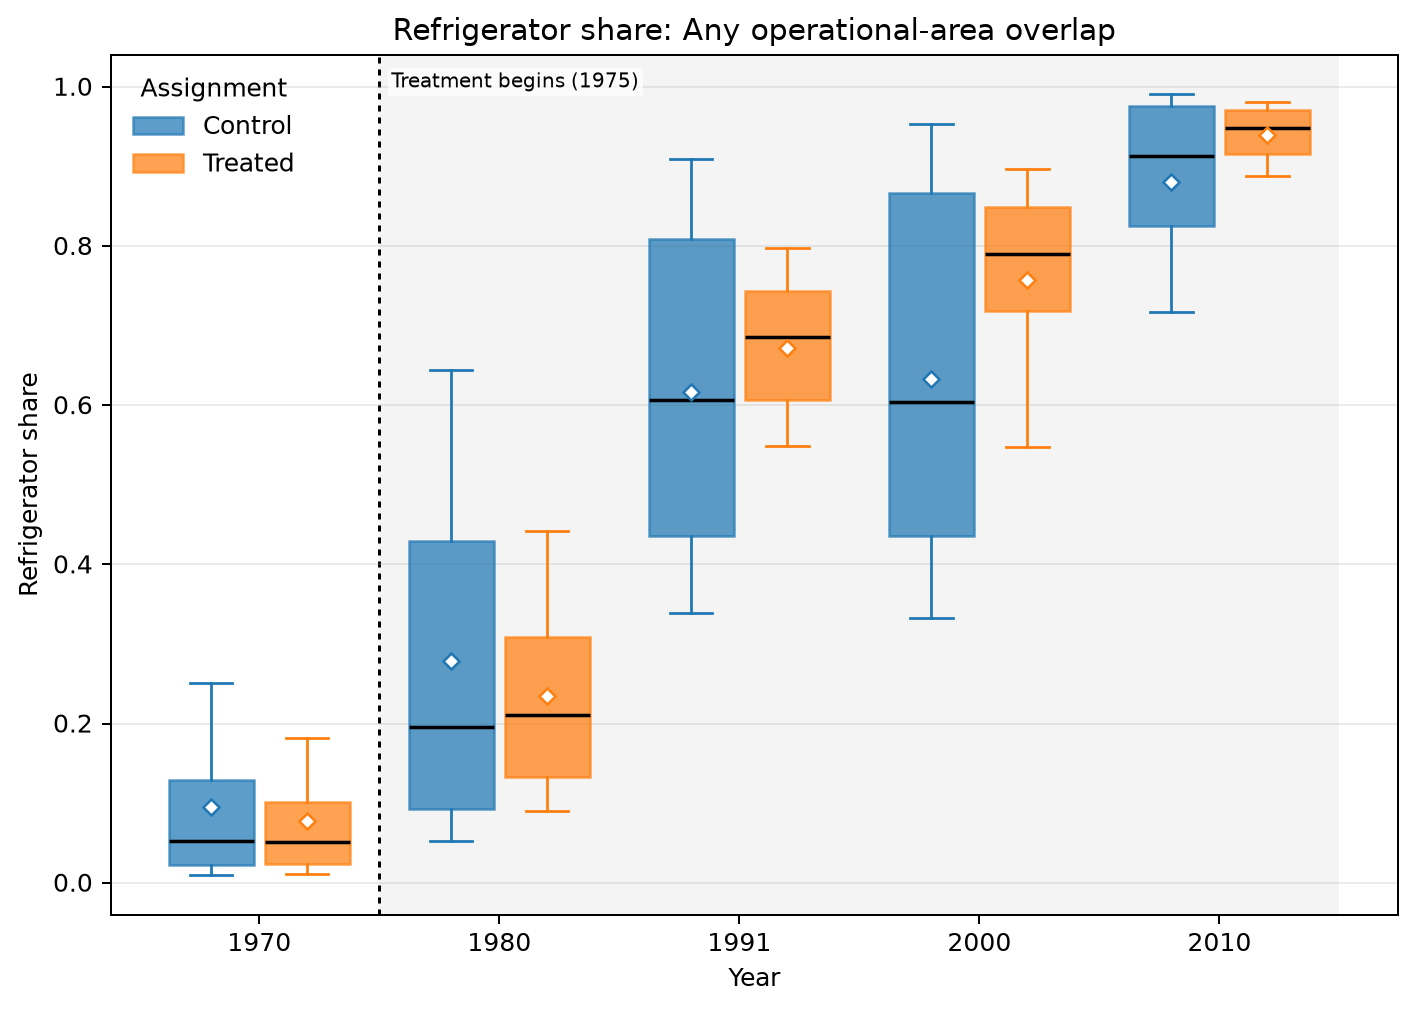 Refrigerator share: Any operational-area overlap
Treatment begins (1975)
Assignment
Control
Treated
Refrigerator share
1.0
0.8
0.6
0.4
0.2
0.0
1970
1980
1991
2000
2010
Year